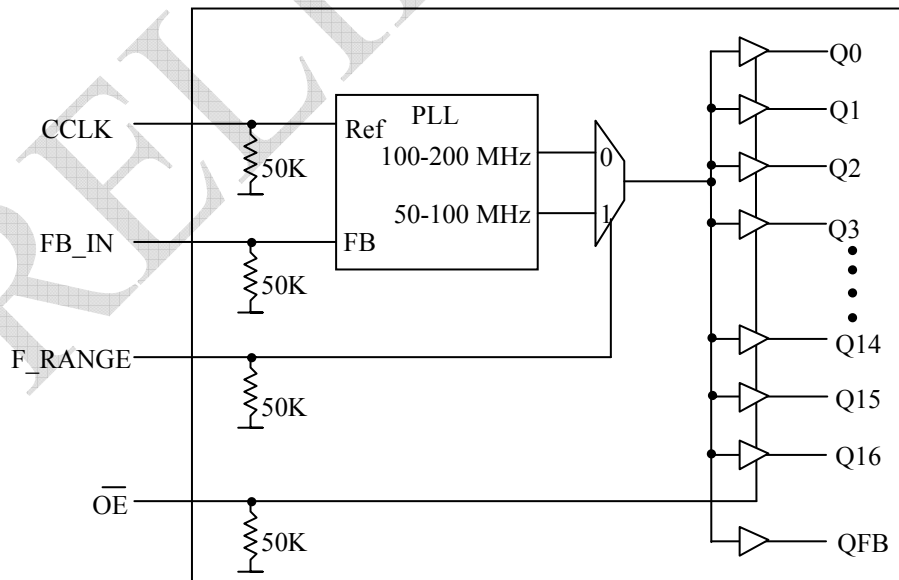 Q0
CCLK
Ref
PLL
Q1
50K
100-200 MHz
0
Q2
50-100 MHz
1
FB_IN
FB
Q3
50K
F_RANGE
Q14
50K
Q15
Q16
OE
50K
QFB